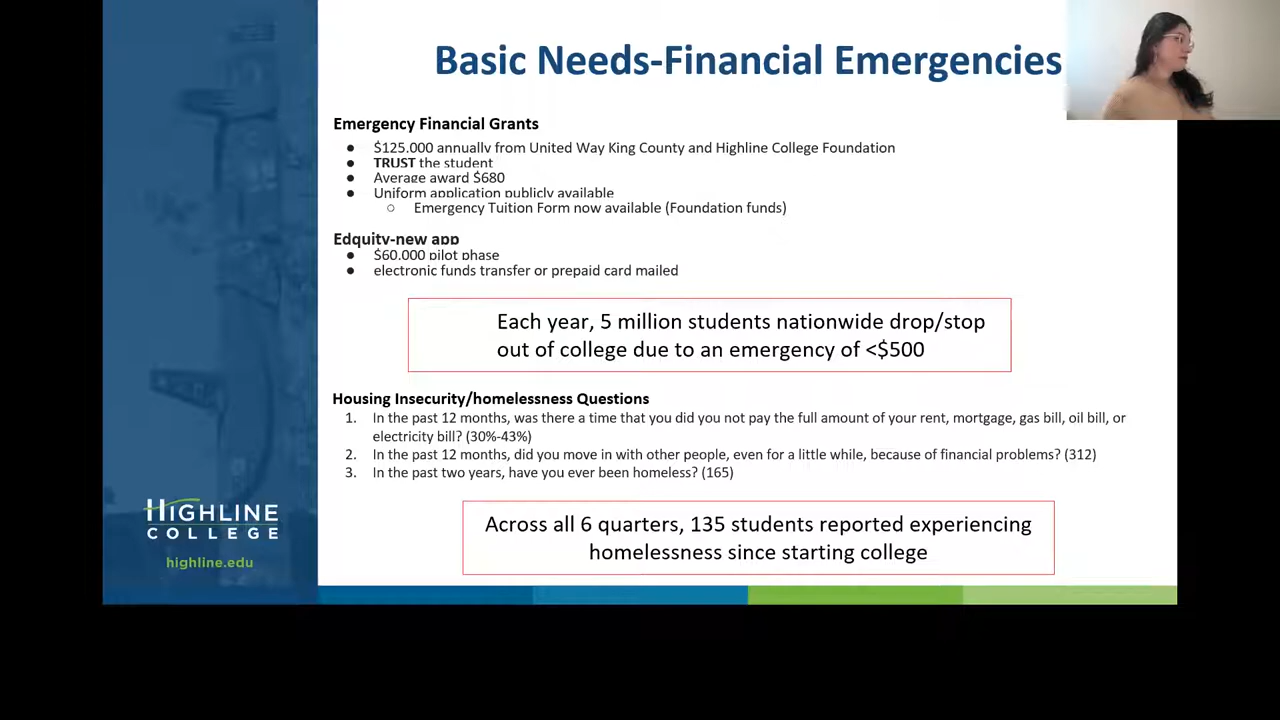 Basic Needs-Financial Emergencies
Emergency Financial Grants
● $125,000 annually from United Way King County and Highline College Foundation
● TRUST the student
● Average award $680
● Uniform application publicly available
○ Emergency Tuition Form now available (Foundation funds)
Edquity-new app
● $60,000 pilot phase
● electronic funds transfer or prepaid card mailed
Each year, 5 million students nationwide drop/stop
out of college due to an emergency of <$500
Housing Insecurity/homelessness Questions
1. In the past 12 months, was there a time that you did you not pay the full amount of your rent, mortgage, gas bill, oil bill, or
electricity bill? (30%-43%)
2. In the past 12 months, did you move in with other people, even for a little while, because of financial problems? (312)
3. In the past two years, have you ever been homeless? (165)
Across all 6 quarters, 135 students reported experiencing
homelessness since starting college
HIGHLINE
COLLEGE
highline.edu